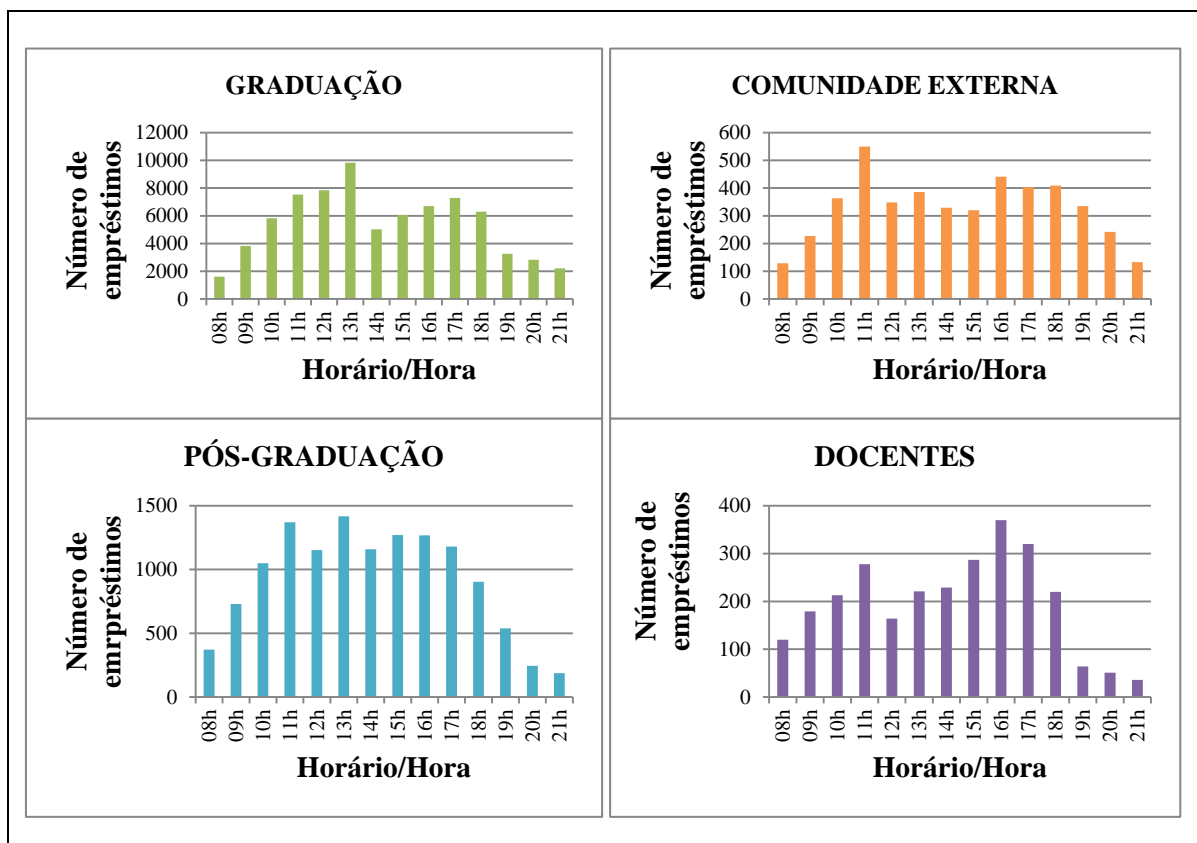 GRADUAÇÃO
Número de
empréstimos
12000
10000
8000
6000
4000
2000
0
08h
09h
10h
11h
12h
13h
14h
15h
16h
17h
18h
19h
20h
21h
Horário/Hora
COMUNIDADE EXTERNA
Número de
empréstimos
600
500
400
300
200
100
0
08h
09h
10h
11h
12h
13h
14h
15h
16h
17h
18h
19h
20h
21h
Horário/Hora
PÓS-GRADUAÇÃO
Número de
emrpréstimos
1500
1000
500
0
08h
09h
10h
11h
12h
13h
14h
15h
16h
17h
18h
19h
20h
21h
Horário/Hora
DOCENTES
Número de
empréstimos
400
300
200
100
0
08h
09h
10h
11h
12h
13h
14h
15h
16h
17h
18h
19h
20h
21h
Horário/Hora